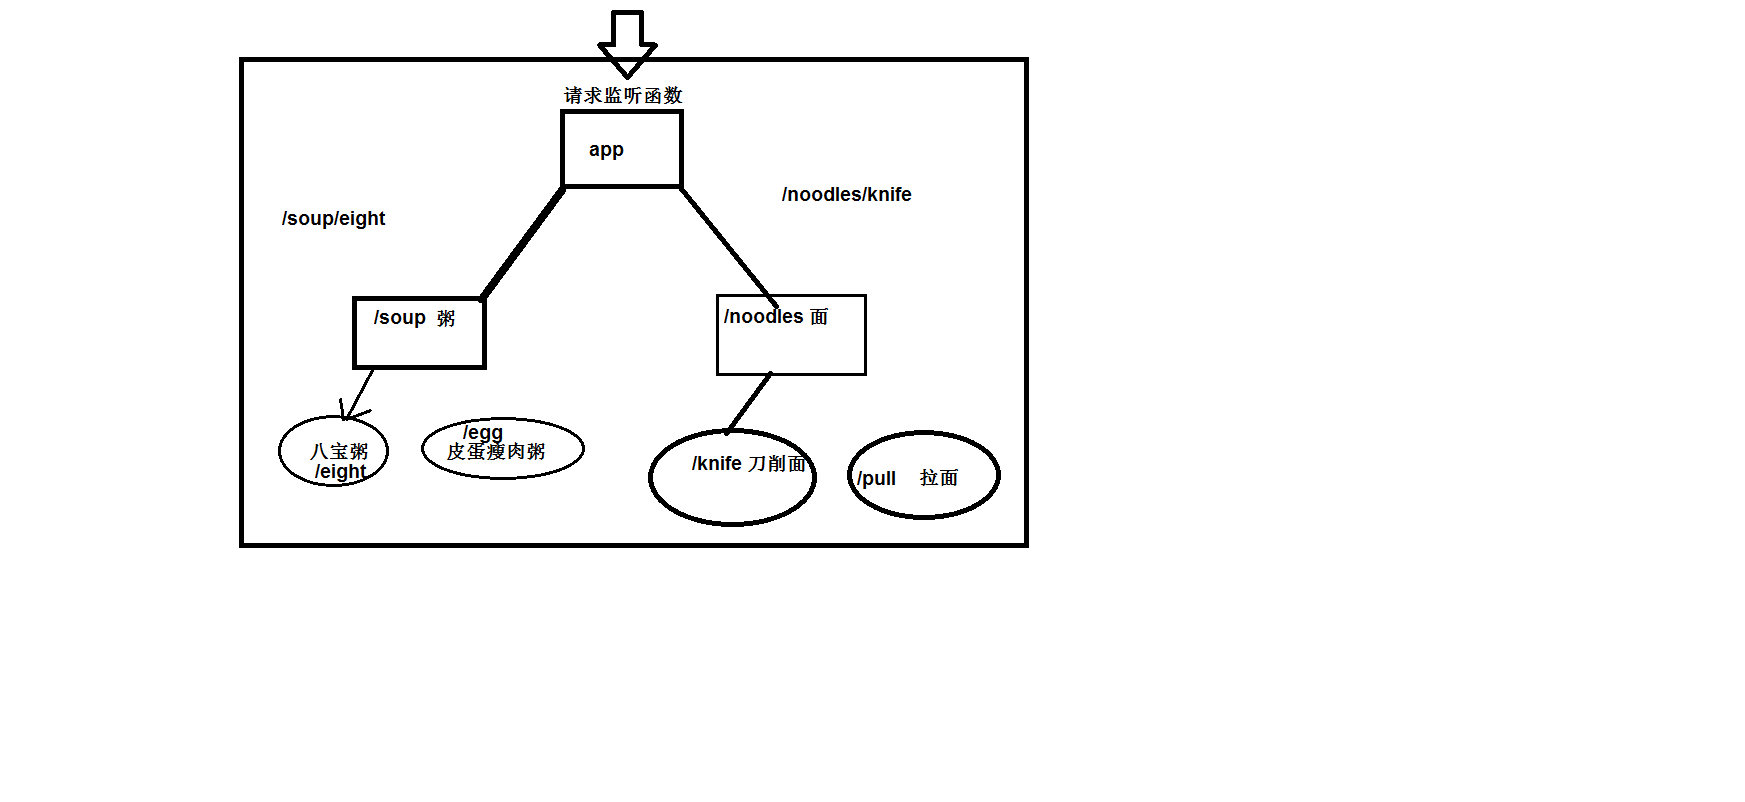 请求监听函数
app
/noodles/knife
/soup/eight
/soup 粥
/noodles 面
八宝粥
/eight
/egg
皮蛋瘦肉粥
/knife 刀削面
/pull 拉面